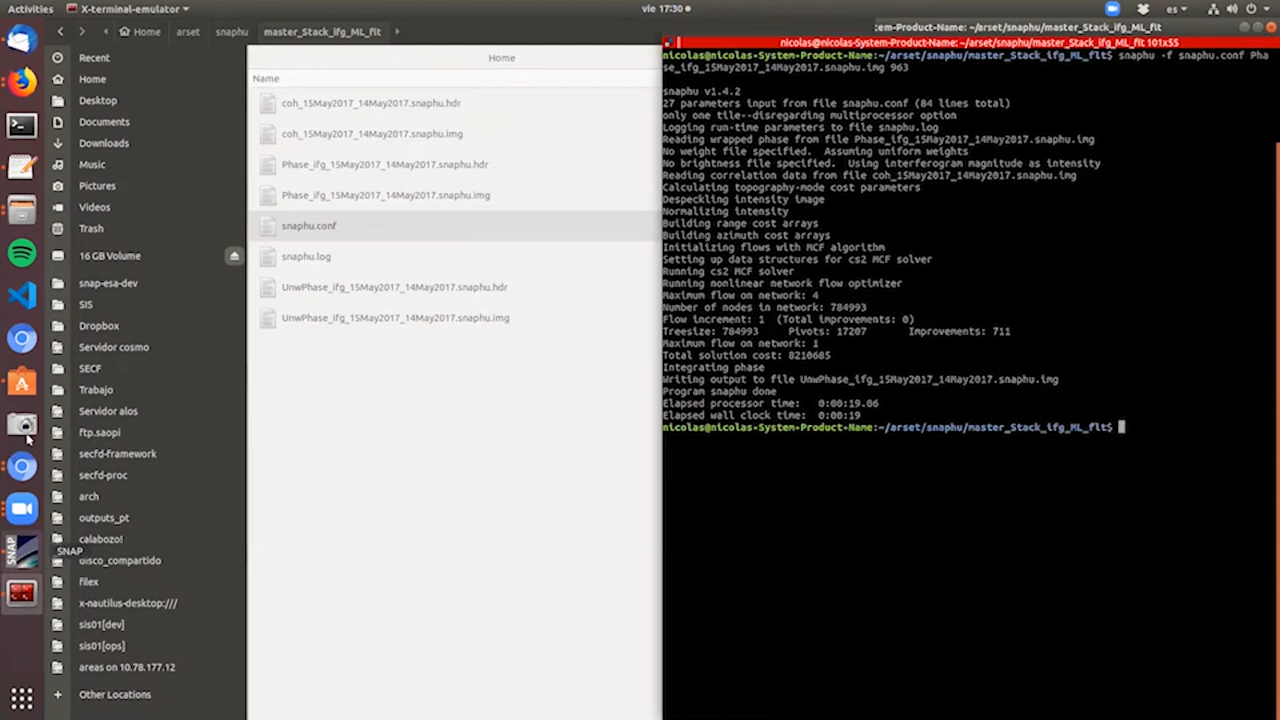 Activities
X-terminal-emulator
vie 17:30
es
Home
arset
snaphu
master_Stack_ifg_ML_flt
Recent
Home
Desktop
Documents
Downloads
Music
Pictures
Videos
Trash
16 GB Volume
snap-esa-dev
SIS
Dropbox
Servidor cosmo
SECF
Trabajo
Servidor alos
ftp.saopi
secfd-framework
secfd-proc
arch
outputs_pt
calabozo!
SNAP
disco_compartido
filex
x-nautilus-desktop:///
sis01[dev]
sis01[ops]
areas on 10.78.177.12
Other Locations
SNAP
Home
Name
coh_15May2017_14May2017.snaphu.hdr
coh_15May2017_14May2017.snaphu.img
Phase_ifg_15May2017_14May2017.snaphu.hdr
Phase_ifg_15May2017_14May2017.snaphu.img
snaphu.conf
snaphu.log
UnwPhase_ifg_15May2017_14May2017.snaphu.hdr
UnwPhase_ifg_15May2017_14May2017.snaphu.img
:em-Product-Name: ~/arset/snaphu/master_Stack_ifg_ML_flt
nicolas@nicolas-System-Product-Name: ~/arset/snaphu/master_Stack_ifg_ML_flt 101x55
nicolas@nicolas-System-Product-Name:~/arset/snaphu/master_Stack_ifg_ML_flt$ snaphu -f snaphu.conf Pha
se_ifg_15May2017_14May2017.snaphu.img 963
snaphu v1.4.2
27 parameters input from file snaphu.conf (84 lines total)
only one tile--disregarding multiprocessor option
Logging run-time parameters to file snaphu.log
Reading wrapped phase from file Phase_ifg_15May2017_14May2017.snaphu.img
No weight file specified.  Assuming uniform weights
No brightness file specified.  Using interferogram magnitude as intensity
Reading correlation data from file coh_15May2017_14May2017.snaphu.img
Calculating topography-mode cost parameters
Despeckling intensity image
Normalizing intensity
Building range cost arrays
Building azimuth cost arrays
Initializing flows with MCF algorithm
Setting up data structures for cs2 MCF solver
Running cs2 MCF solver
Running nonlinear network flow optimizer
Maximum flow on network: 4
Number of nodes in network: 784993
Flow increment: 1  (Total improvements: 0)
Treesize: 784993   Pivots: 17207   Improvements: 711
Maximum flow on network: 1
Total solution cost: 8210685
Integrating phase
Writing output to file UnwPhase_ifg_15May2017_14May2017.snaphu.img
Program snaphu done
Elapsed processor time:   0:00:19.06
Elapsed wall clock time:  0:00:19
nicolas@nicolas-System-Product-Name:~/arset/snaphu/master_Stack_ifg_ML_flt$